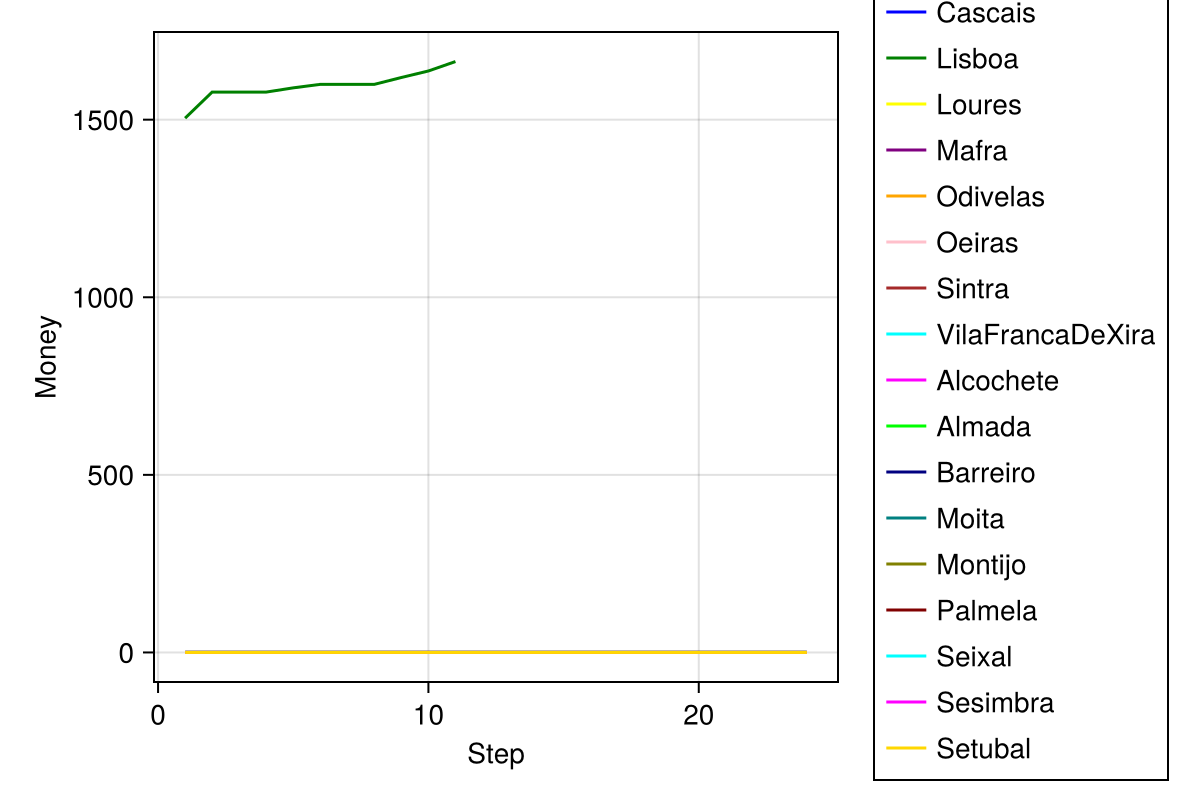 1500
1000
500
0
Money
0
10
20
Step
Cascais
Lisboa
Loures
Mafra
Odivelas
Oeiras
Sintra
VilaFrancaDeXira
Alcochete
Almada
Barreiro
Moita
Montijo
Palmela
Seixal
Sesimbra
Setubal